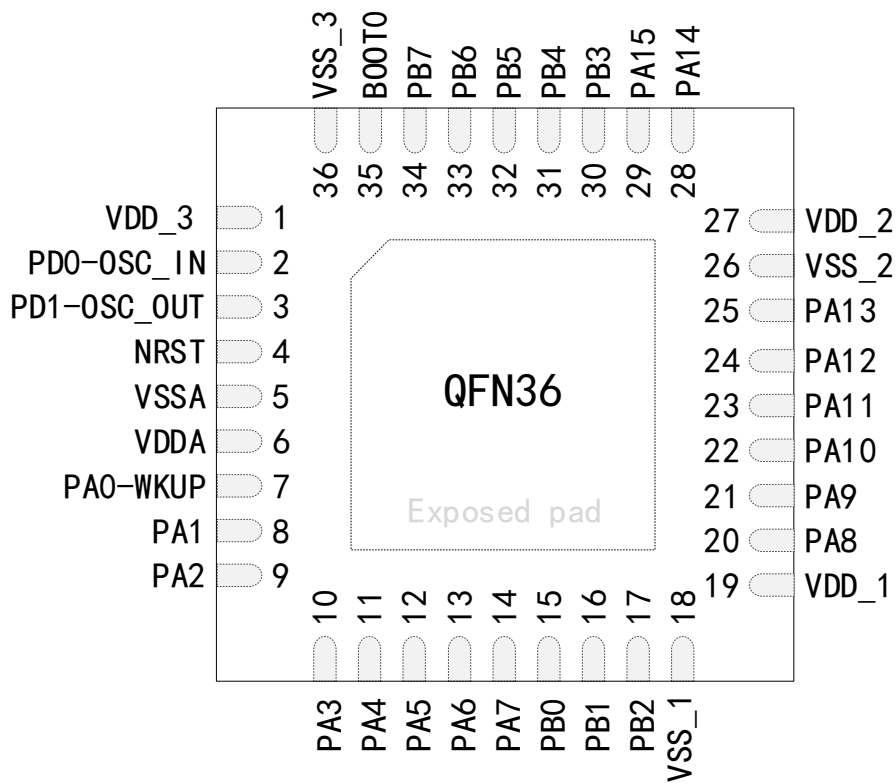 VSS_3 BOOT0 PB7 PB6 PB5 PB4 PB3 PA15 PA14
36 35 34 33 32 31 30 29 28
VDD_3 1 27 VDD_2
PD0-OSC_IN 2 26 VSS_2
PD1-OSC_OUT 3 25 PA13
NRST 4 24 PA12
VSSA 5 QFN36 23 PA11
VDDA 6 22 PA10
PA0-WKUP 7 21 PA9
Exposed pad
PA1 8 20 PA8
PA2 9 19 VDD_1
10 11 12 13 14 15 16 17 18
PA3 PA4 PA5 PA6 PA7 PB0 PB1 PB2 VSS_1